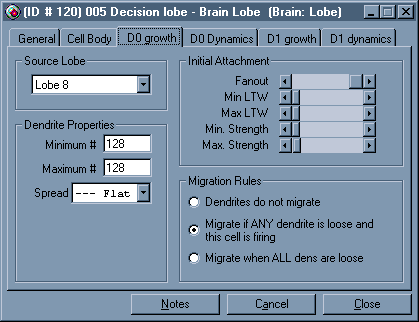 (ID # 120) 005 Decision lobe - Brain Lobe (Brain: Lobe)
General Cell Body D0 growth D0 Dynamics D1 growth D1 dynamics
Source Lobe
Lobe 8
Dendrite Properties
Minimum # 128
Maximum # 128
Spread --- Flat
Initial Attachment
Fanout
Min LTW
Max LTW
Min. Strength
Max. Strength
Migration Rules
Dendrites do not migrate
Migrate if ANY dendrite is loose and
this cell is firing
Migrate when ALL dens are loose
Notes Cancel Close